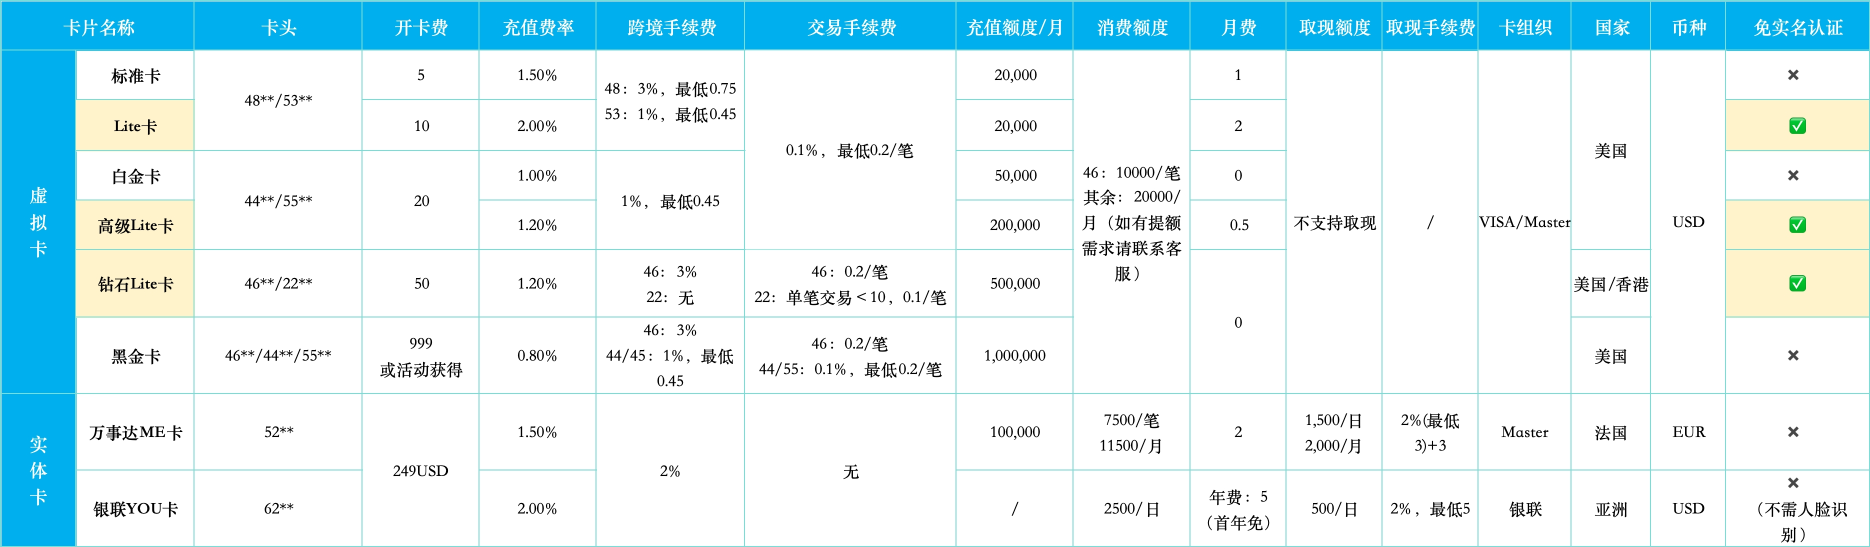 卡片名称 卡头 开卡费 充值费率 跨境手续费 交易手续费 充值额度/月 消费额度 月费 取现额度 取现手续费 卡组织 国家 币种 免实名认证
虚
拟
卡
标准卡
48**/53**
5
1.50%
48：3%，最低0.75
53：1%，最低0.45
0.1%，最低0.2/笔
20,000
46：10000/笔
其余：20000/
月（如有提额
需求请联系客
服）
1
不支持取现
/
VISA/Master
美国
USD
❌
Lite卡
10
2.00%
20,000
2
✅
白金卡
44**/55**
20
1.00%
1%，最低0.45
50,000
0
❌
高级Lite卡
1.20%
200,000
0.5
✅
钻石Lite卡
46**/22**
50
1.20%
46：3%
22：无
46：0.2/笔
22：单笔交易＜10，0.1/笔
500,000
0
美国/香港
✅
黑金卡
46**/44**/55**
999
或活动获得
0.80%
46：3%
44/45：1%，最低
0.45
46：0.2/笔
44/55：0.1%，最低0.2/笔
1,000,000
美国
❌
实
体
卡
万事达ME卡
52**
249USD
1.50%
2%
无
100,000
7500/笔
11500/月
2
1,500/日
2,000/月
2%(最低
3)+3
Master
法国
EUR
❌
银联YOU卡
62**
2.00%
/
2500/日
年费：5
（首年免）
500/日
2%，最低5
银联
亚洲
USD
❌
（不需人脸识
别）